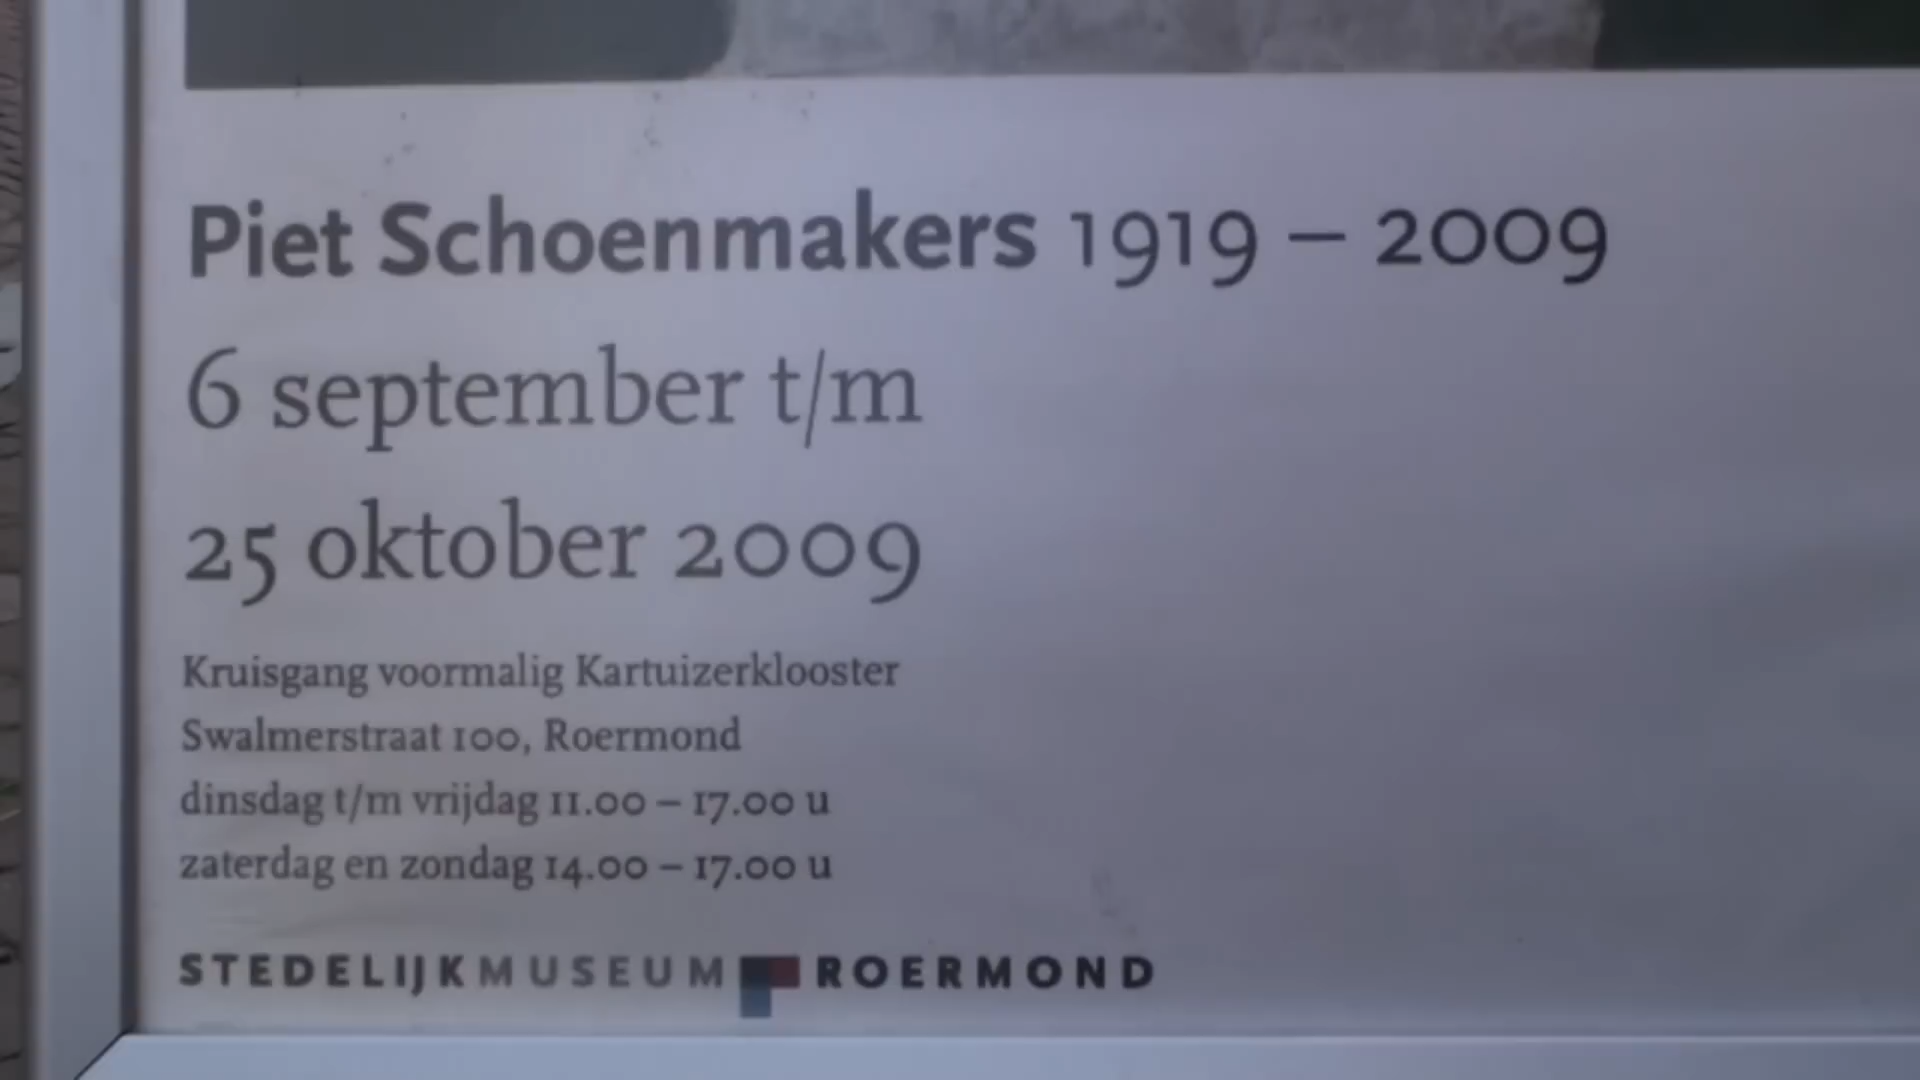 Piet Schoenmakers 1919 – 2009
6 september t/m
25 oktober 2009
Kruisgang voormalig Kartuizerklooster
Swalmerstraat 100, Roermond
dinsdag t/m vrijdag 11.00 – 17.00 u
zaterdag en zondag 14.00 – 17.00 u
STEDELIJKMUSEUM ROERMOND